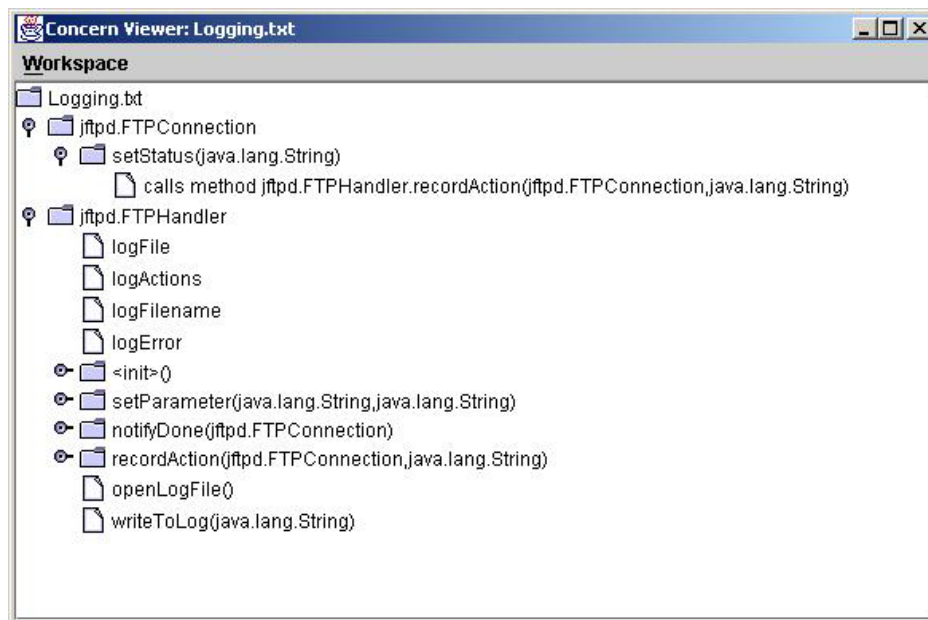 Concern Viewer: Logging.txt
Workspace
Logging.txt
jftpd.FTPConnection
setStatus(java.lang.String)
calls method jftpd.FTPHandler.recordAction(jftpd.FTPConnection,java.lang.String)
jftpd.FTPHandler
logFile
logActions
logFilename
logError
<init>()
setParameter(java.lang.String,java.lang.String)
notifyDone(jftpd.FTPConnection)
recordAction(jftpd.FTPConnection,java.lang.String)
openLogFile()
writeToLog(java.lang.String)